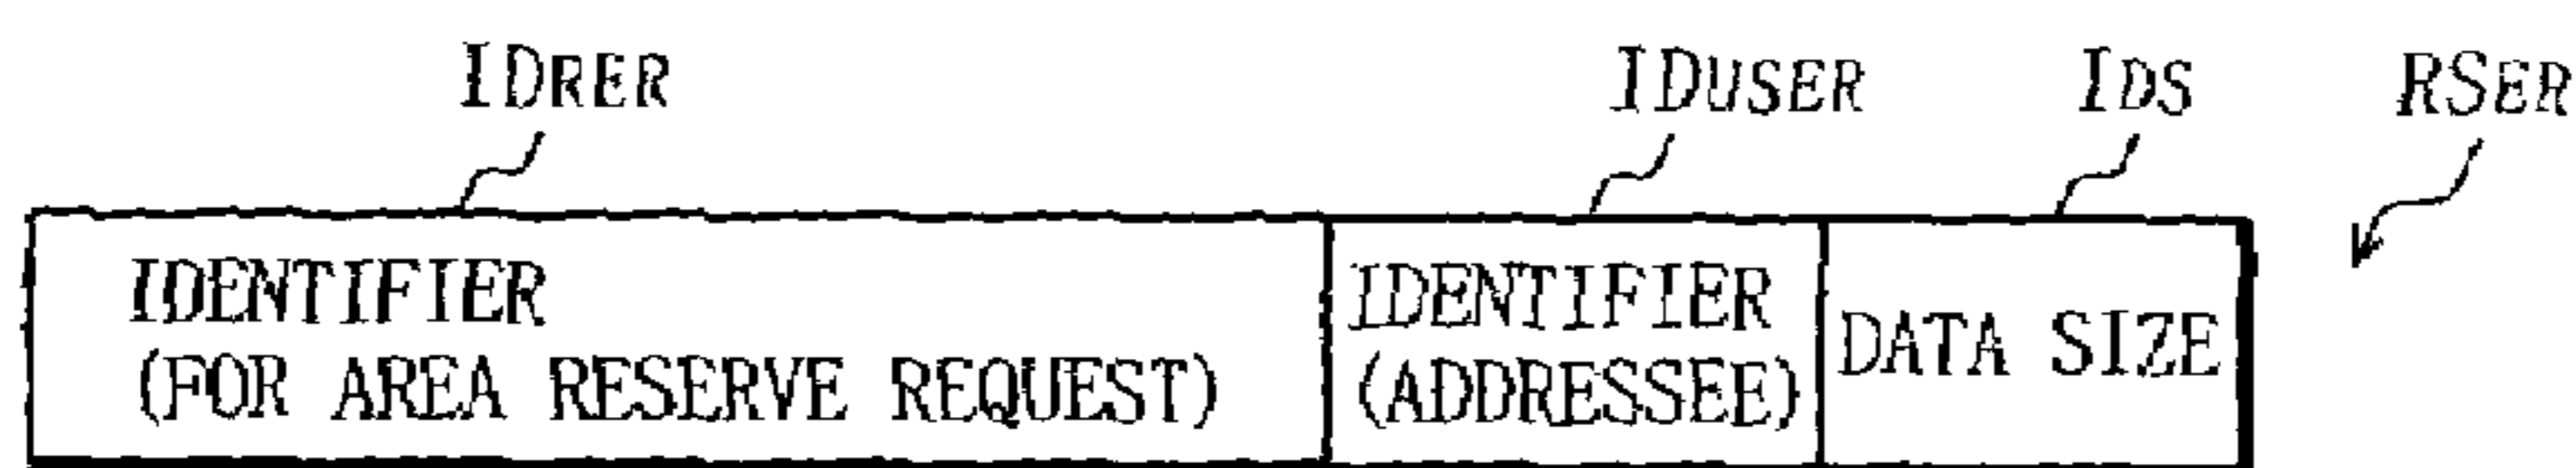 IDRER IDUSER IDS RSER
IDENTIFIER
(FOR AREA RESERVE REQUEST)
IDENTIFIER
(ADDRESSEE)
DATA SIZE